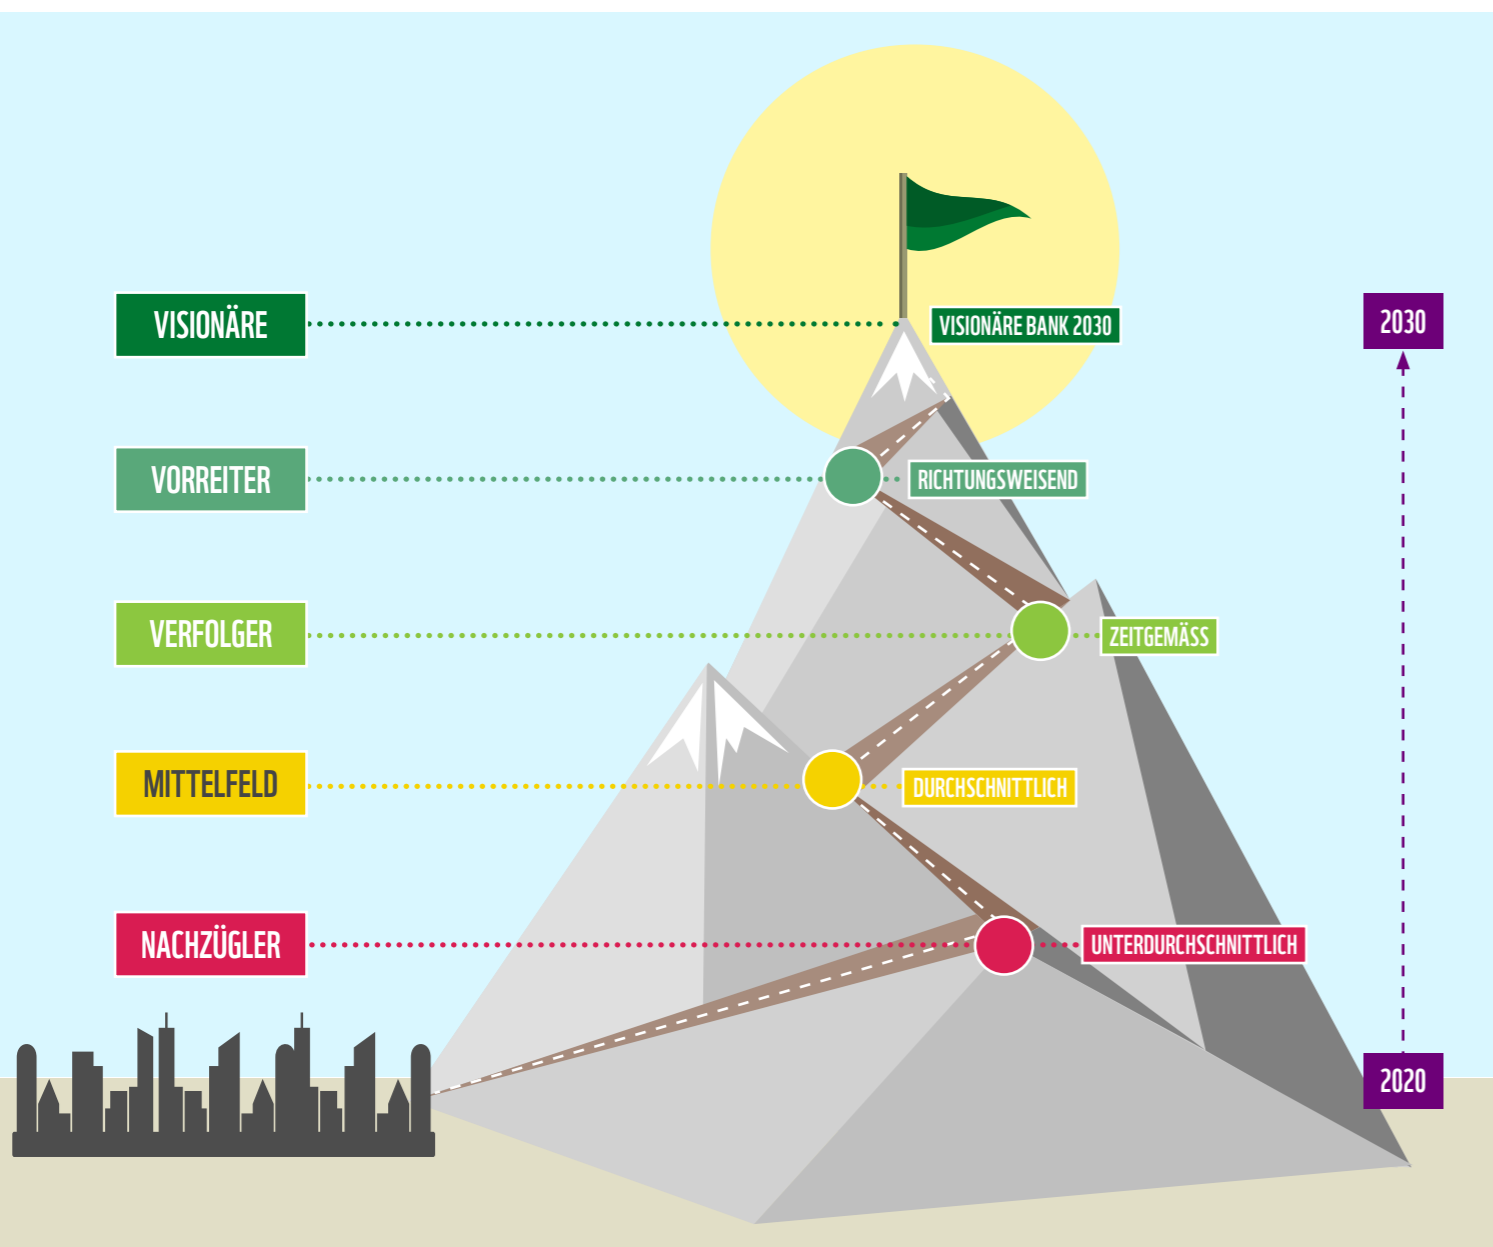 VISIONÄRE
VISIONÄRE BANK 2030
2030
VORREITER
RICHTUNGSWEISEND
VERFOLGER
ZEITGEMÄSS
MITTELFELD
DURCHSCHNITTLICH
NACHZÜGLER
UNTERDURCHSCHNITTLICH
2020